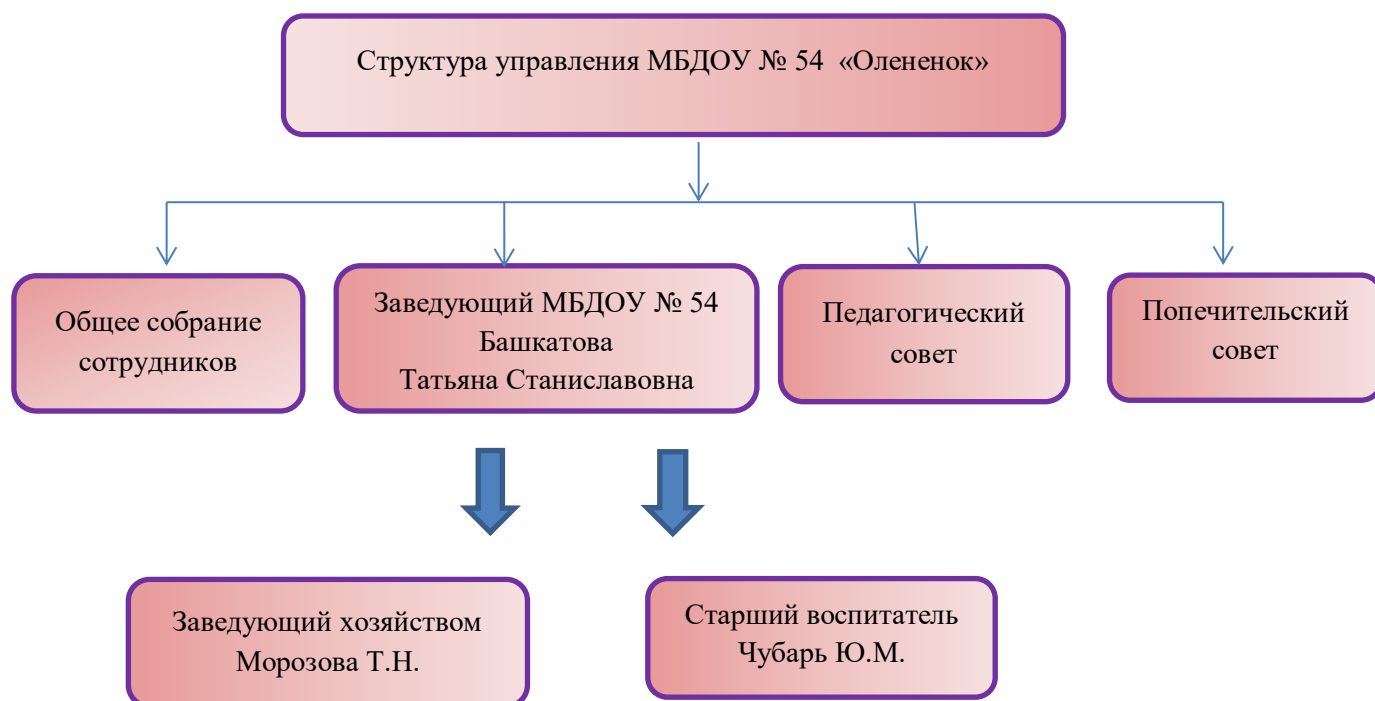 Структура управления МБДОУ № 54 «Олененок»
Общее собрание
сотрудников
Заведующий МБДОУ № 54
Башкатова
Татьяна Станиславовна
Педагогический
совет
Попечительский
совет
Заведующий хозяйством
Морозова Т.Н.
Старший воспитатель
Чубарь Ю.М.